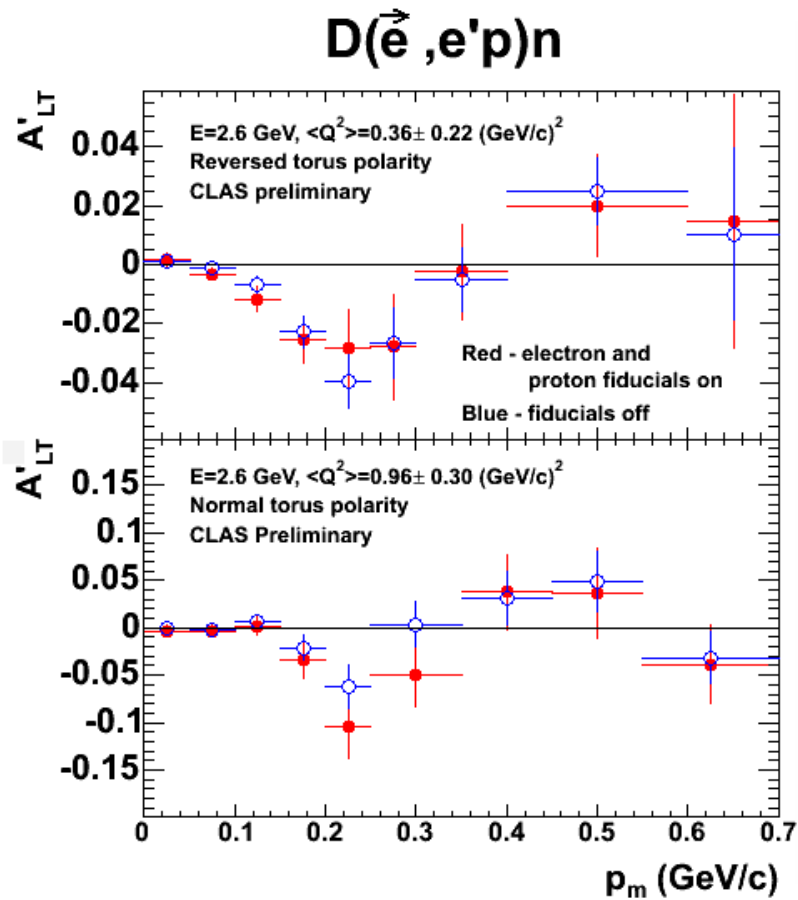 D(e⃗ ,e'p)n
A'LT
E=2.6 GeV, <Q²>=0.36± 0.22 (GeV/c)²
Reversed torus polarity
CLAS preliminary
0.04
0.02
0
-0.02
-0.04
Red - electron and
proton fiducials on
Blue - fiducials off
A'LT
E=2.6 GeV, <Q²>=0.96± 0.30 (GeV/c)²
Normal torus polarity
CLAS Preliminary
0.15
0.1
0.05
0
-0.05
-0.1
-0.15
0 0.1 0.2 0.3 0.4 0.5 0.6 0.7
pm (GeV/c)